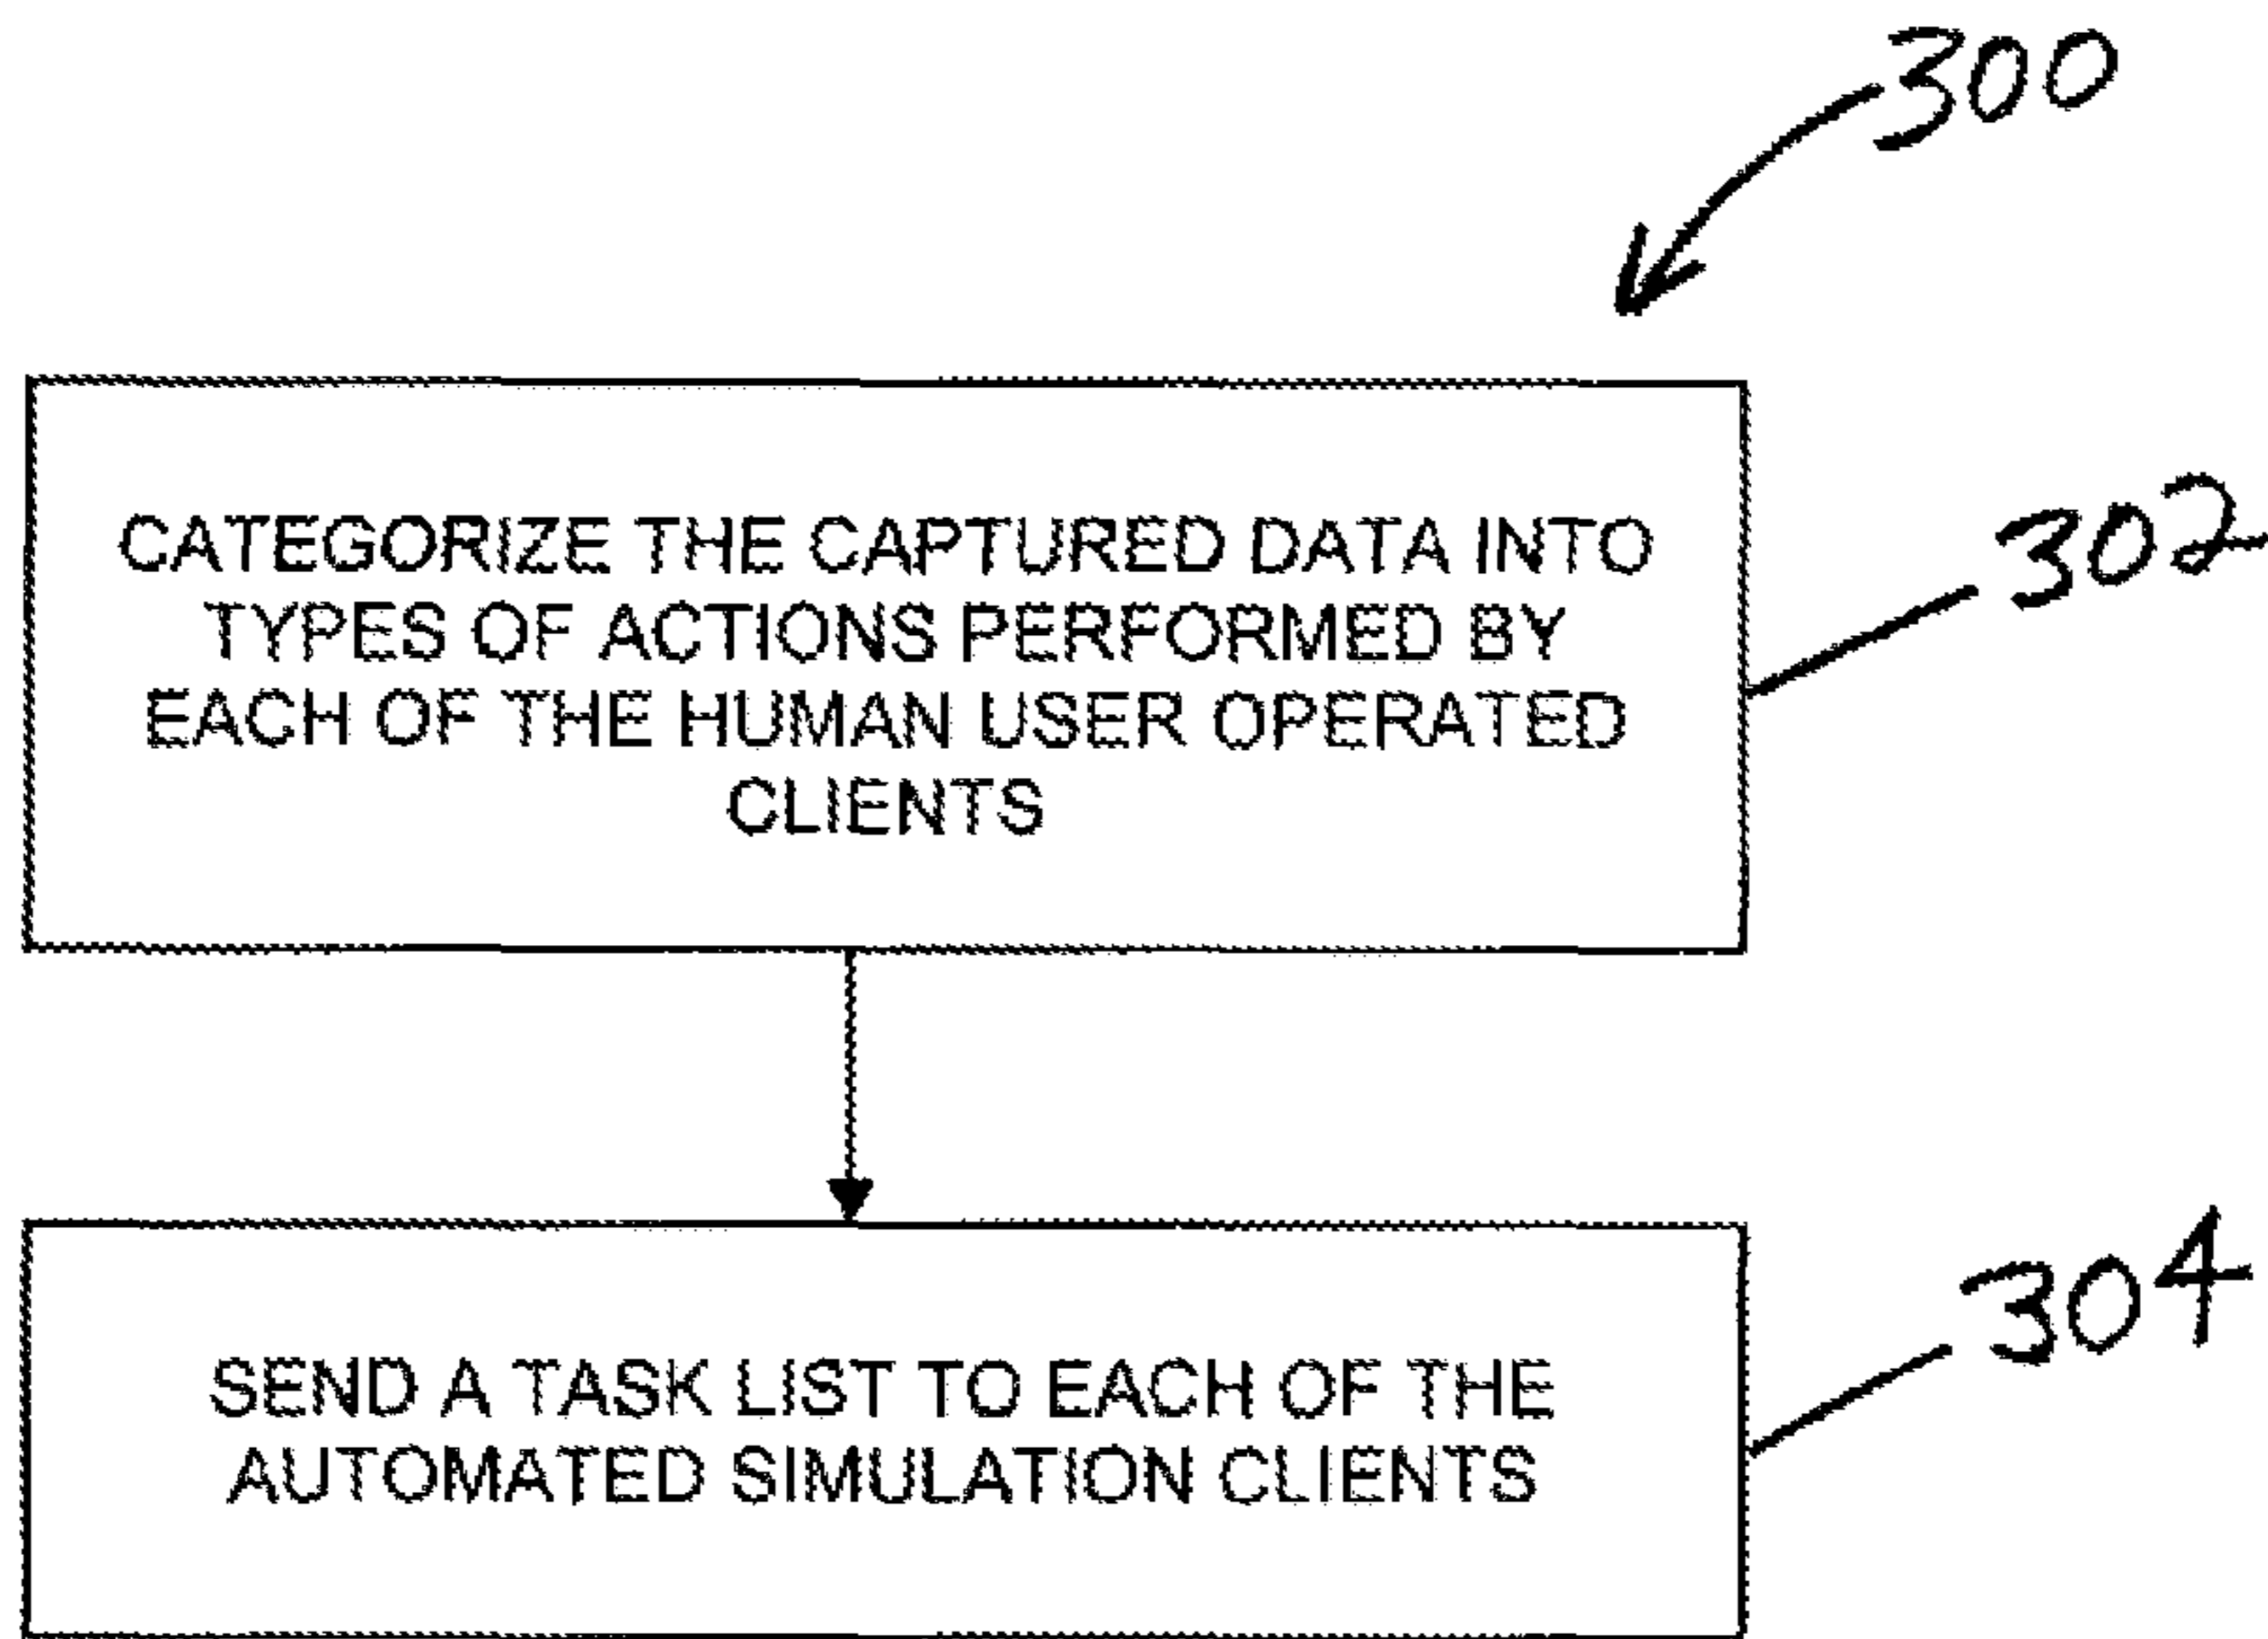 300
CATEGORIZE THE CAPTURED DATA INTO
TYPES OF ACTIONS PERFORMED BY
EACH OF THE HUMAN USER OPERATED
CLIENTS
302
SEND A TASK LIST TO EACH OF THE
AUTOMATED SIMULATION CLIENTS
304